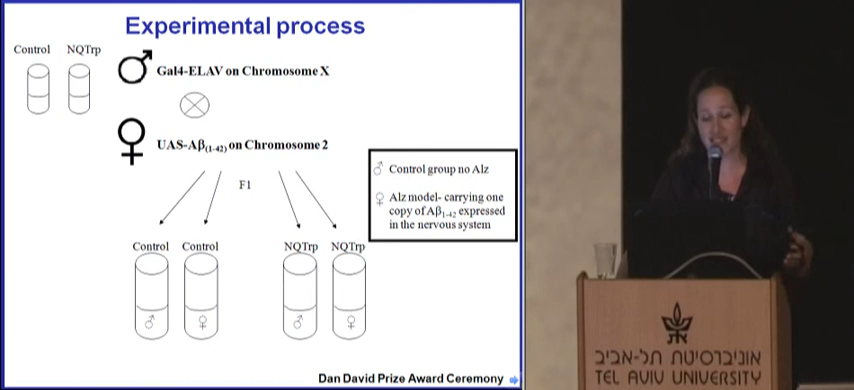 Experimental process
Control NQTrp
♂ Gal4-ELAV on Chromosome X
♀ UAS-Aβ(1-42) on Chromosome 2
F1
♂ Control group no Alz
♀ Alz model- carrying one
copy of Aβ1-42 expressed
in the nervous system
Control Control NQTrp NQTrp
♂ ♀ ♂ ♀
Dan David Prize Award Ceremony
אוניברסיטת תל-אביב
TEL AVIV UNIVERSITY